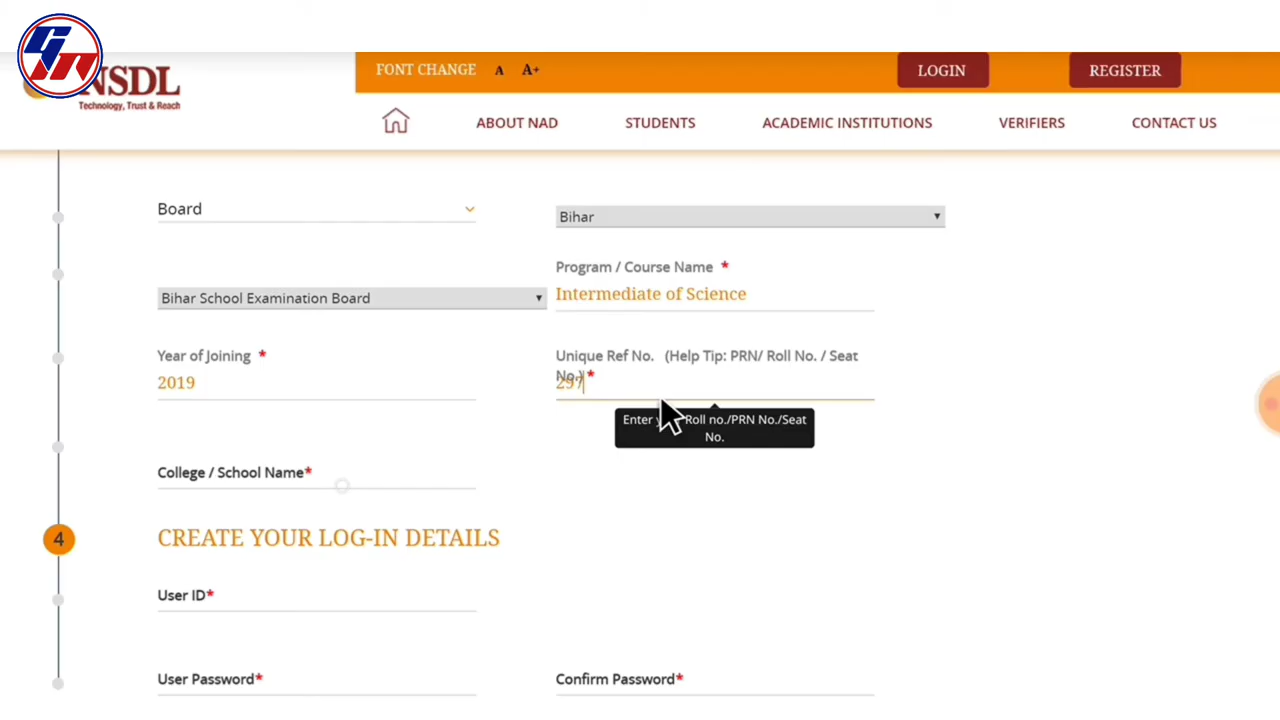 NSDL
Technology, Trust & Reach
FONT CHANGE A A+
LOGIN
REGISTER
ABOUT NAD
STUDENTS
ACADEMIC INSTITUTIONS
VERIFIERS
CONTACT US
Board
Bihar
Bihar School Examination Board
Program / Course Name *
Intermediate of Science
Year of Joining *
2019
Unique Ref No. (Help Tip: PRN/ Roll No. / Seat
No.) *
297
Enter Roll no./PRN No./Seat
No.
College / School Name*
4
CREATE YOUR LOG-IN DETAILS
User ID*
User Password*
Confirm Password*